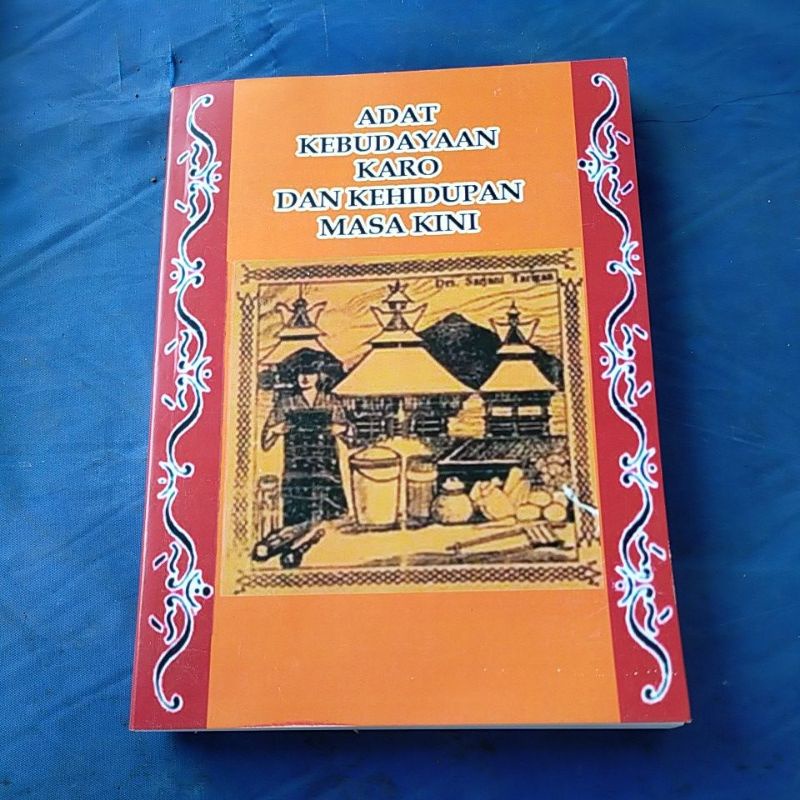 ADAT
KEBUDAYAAN
KARO
DAN KEHIDUPAN
MASA KINI
Drs. Sarjani Tarigan